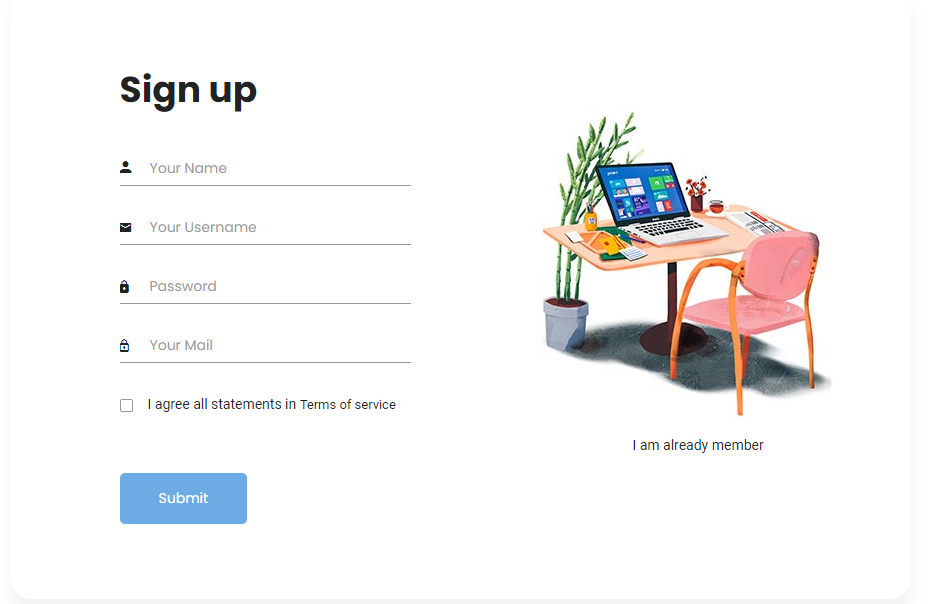 Sign up
Your Name
Your Username
Password
Your Mail
I agree all statements in Terms of service
Submit
I am already member